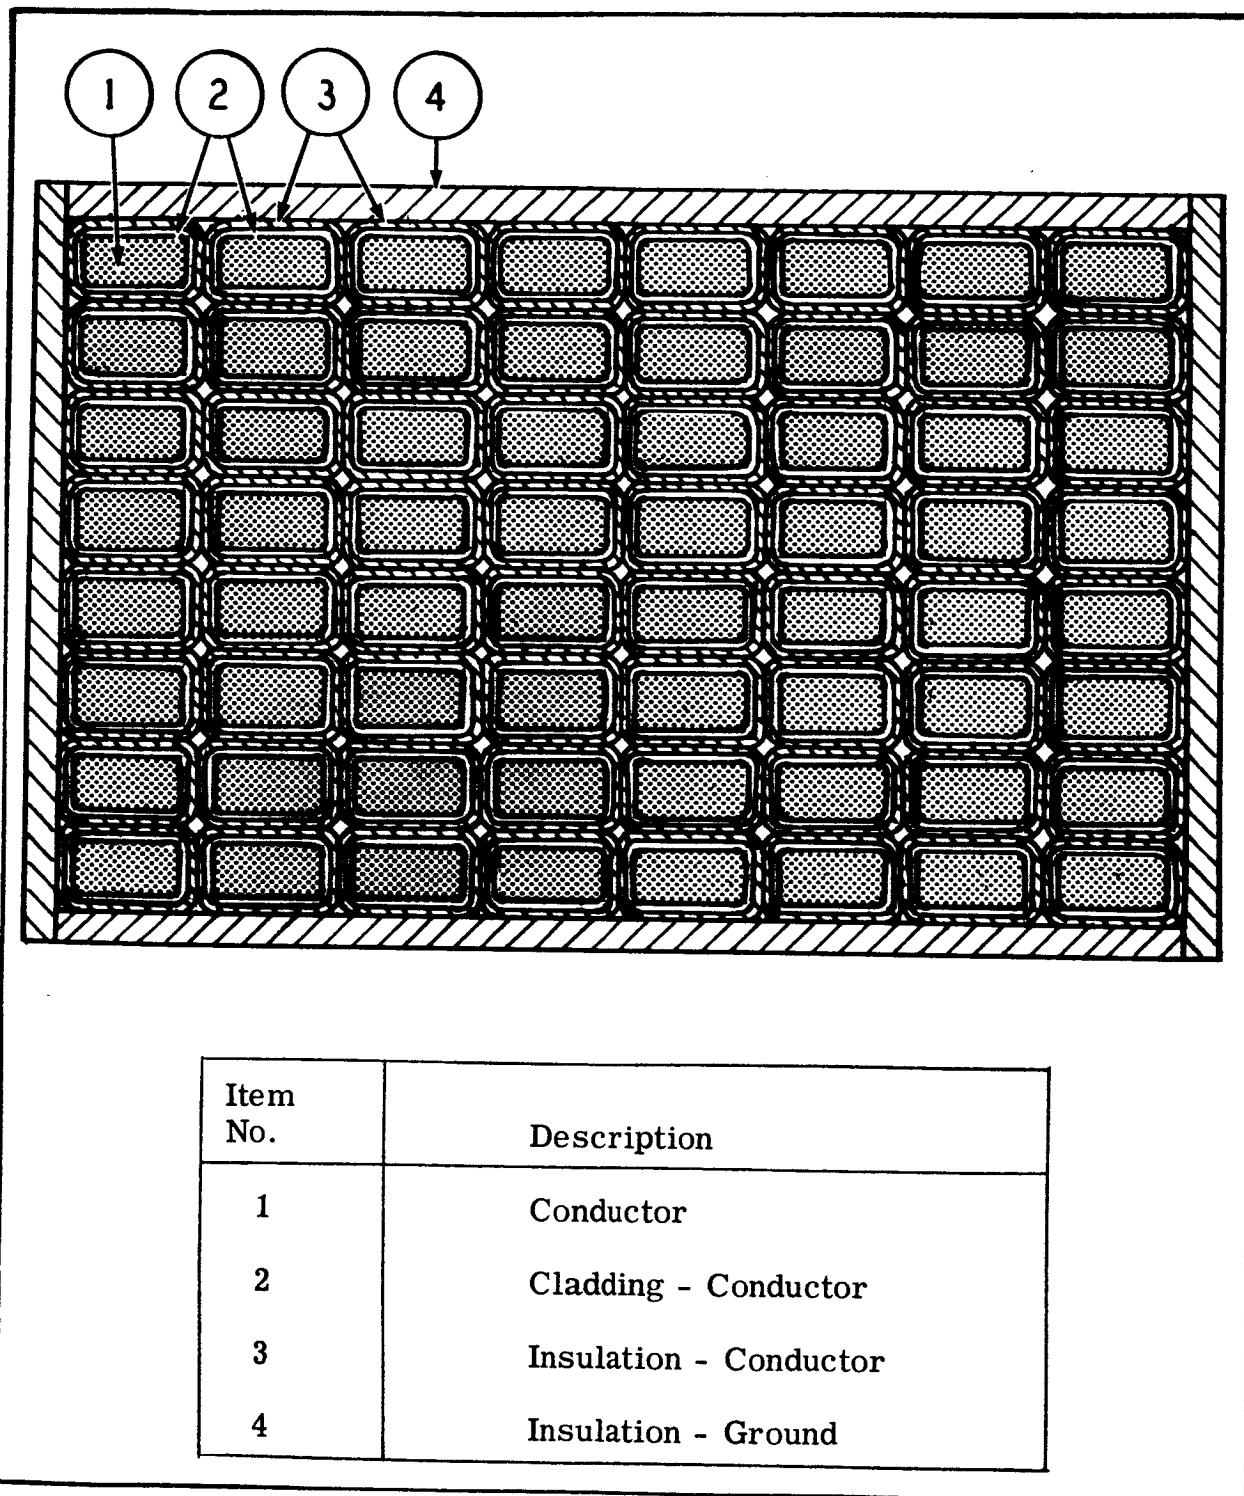 1 2 3 4
Item
No. Description
1 Conductor
2 Cladding - Conductor
3 Insulation - Conductor
4 Insulation - Ground